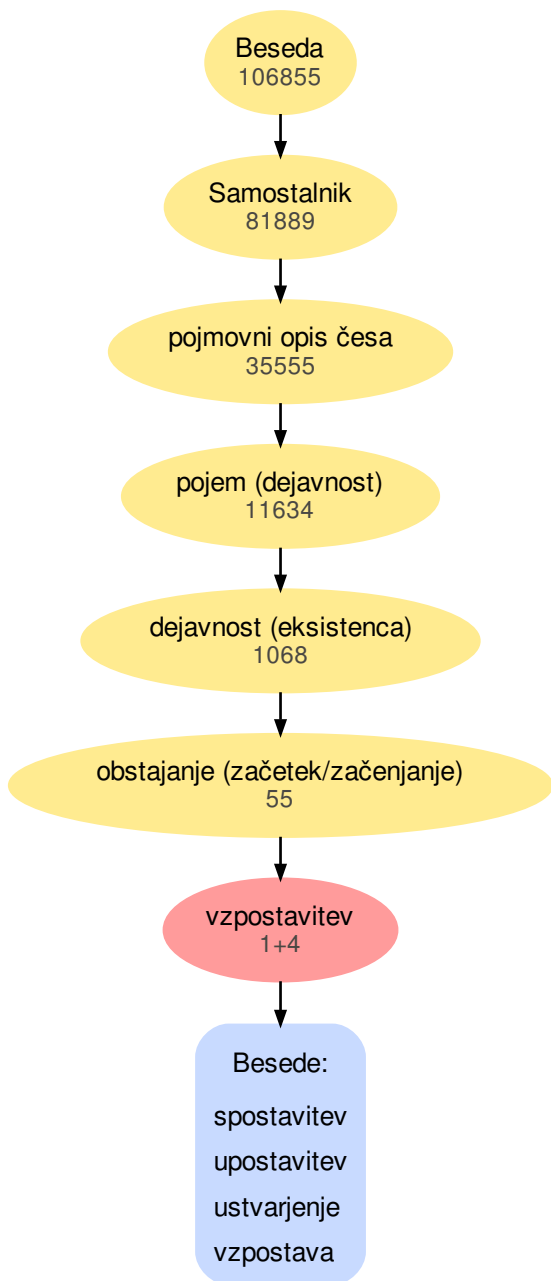 Beseda
106855
Samostalnik
81889
pojmovni opis česa
35555
pojem (dejavnost)
11634
dejavnost (eksistenca)
1068
obstajanje (začetek/začenjanje)
55
vzpostavitev
1+4
Besede:
spostavitev
upostavitev
ustvarjenje
vzpostava